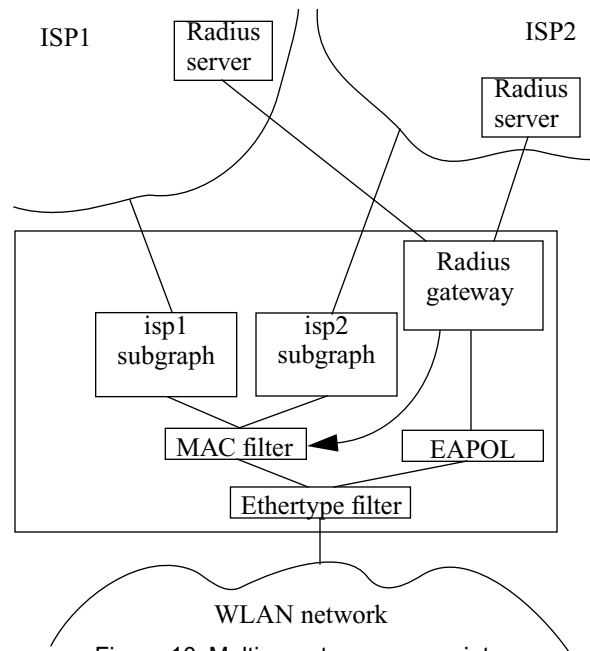 ISP1
Radius
server
ISP2
Radius
server
Radius
gateway
isp1
subgraph
isp2
subgraph
MAC filter
EAPOL
Ethertype filter
WLAN network